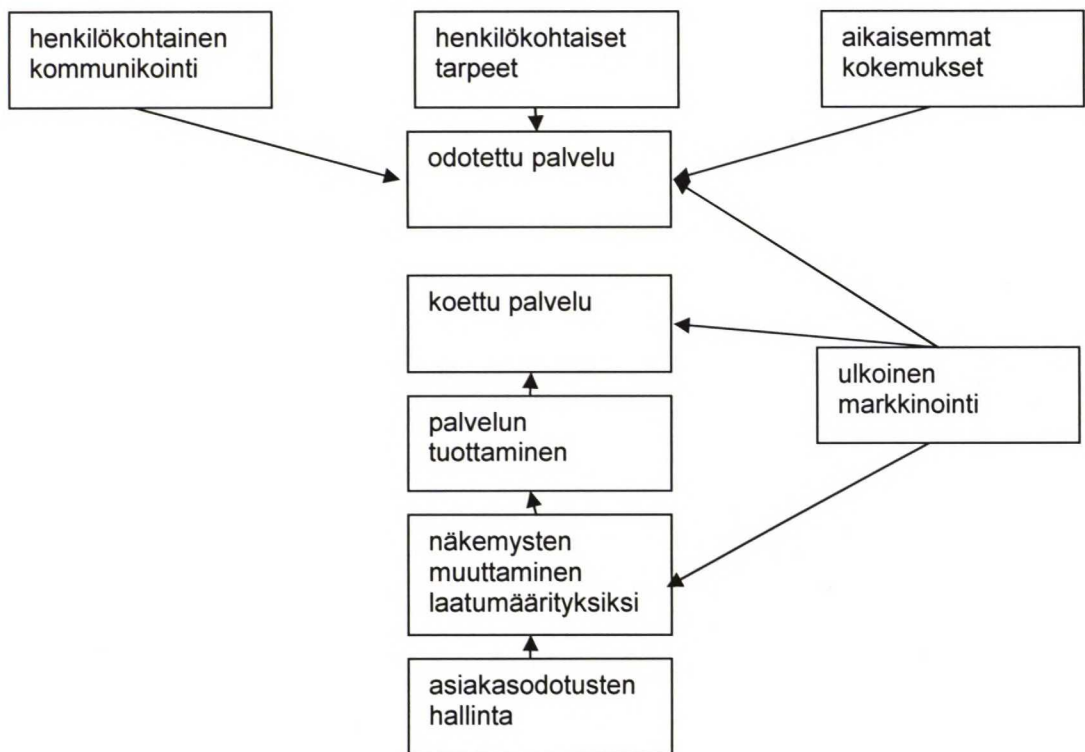 henkilökohtainen
kommunikointi
henkilökohtaiset
tarpeet
aikaisemmat
kokemukset
odotettu palvelu
koettu palvelu
ulkoinen
markkinointi
palvelun
tuottaminen
näkemysten
muuttaminen
laatumäärityksiksi
asiakasodotusten
hallinta